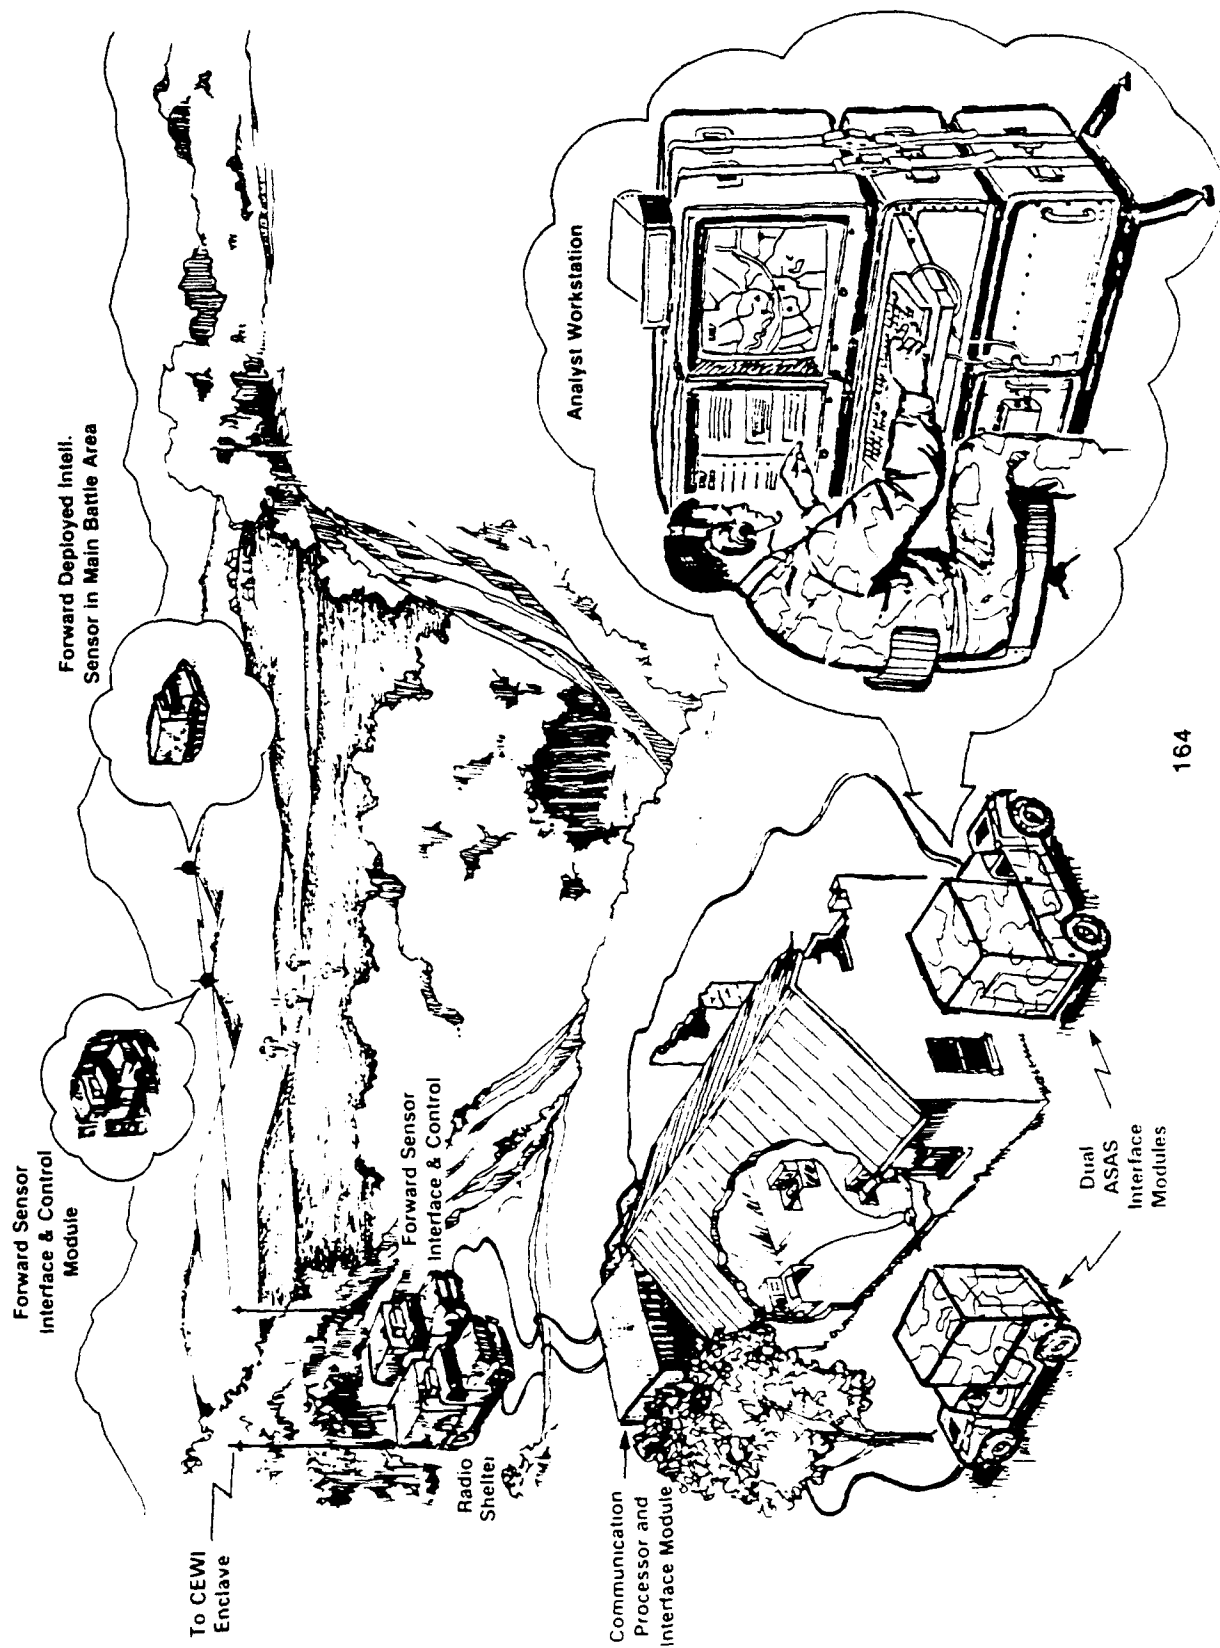 Forward Sensor
Interface & Control
Module
Forward Deployed Intell.
Sensor in Main Battle Area
To CEWI
Enclave
Radio
Shelter
Forward Sensor
Interface & Control
Analyst Workstation
Communication
Processor and
Interface Module
Dual
ASAS
Interface
Modules
164